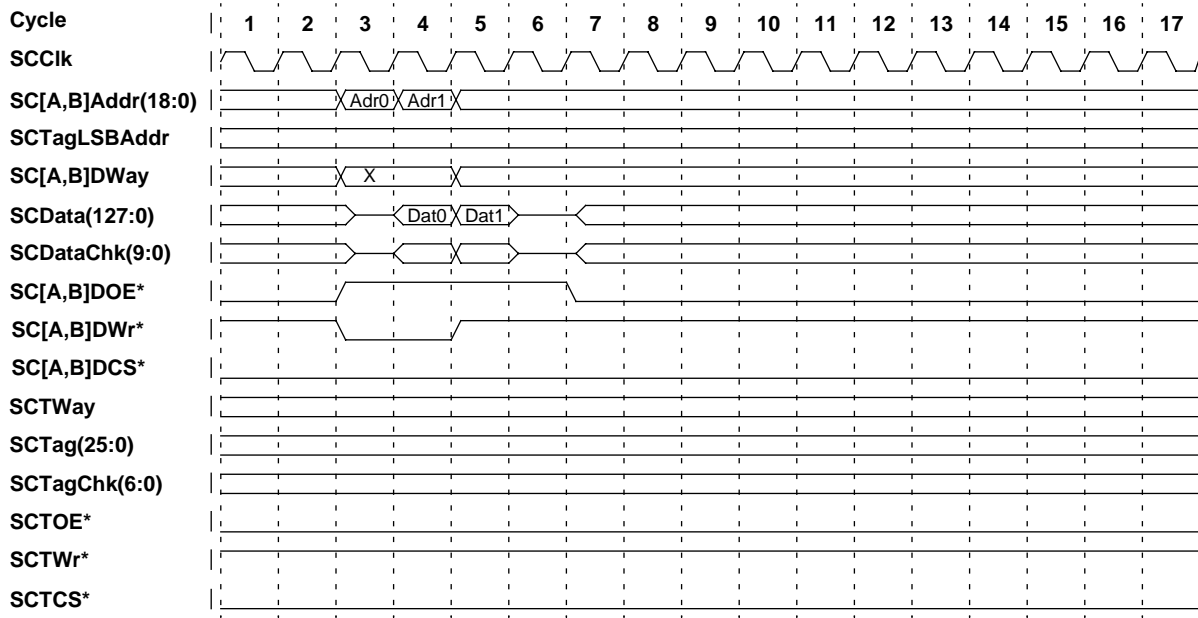 Cycle 1 2 3 4 5 6 7 8 9 10 11 12 13 14 15 16 17
SCClk
SC[A,B]Addr(18:0) Adr0 Adr1
SCTagLSBAddr
SC[A,B]DWay X
SCData(127:0) Dat0 Dat1
SCDataChk(9:0)
SC[A,B]DOE*
SC[A,B]DWr*
SC[A,B]DCS*
SCTWay
SCTag(25:0)
SCTagChk(6:0)
SCTOE*
SCTWr*
SCTCS*